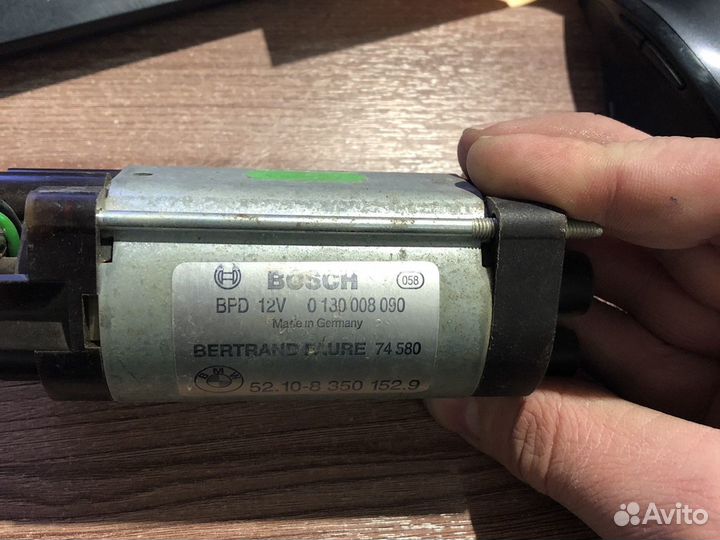 BOSCH 058
BPD 12V 0 130 008 090
Made in Germany
BERTRAND FAURE 74 580
BMW 52.10-8 350 152.9
Avito